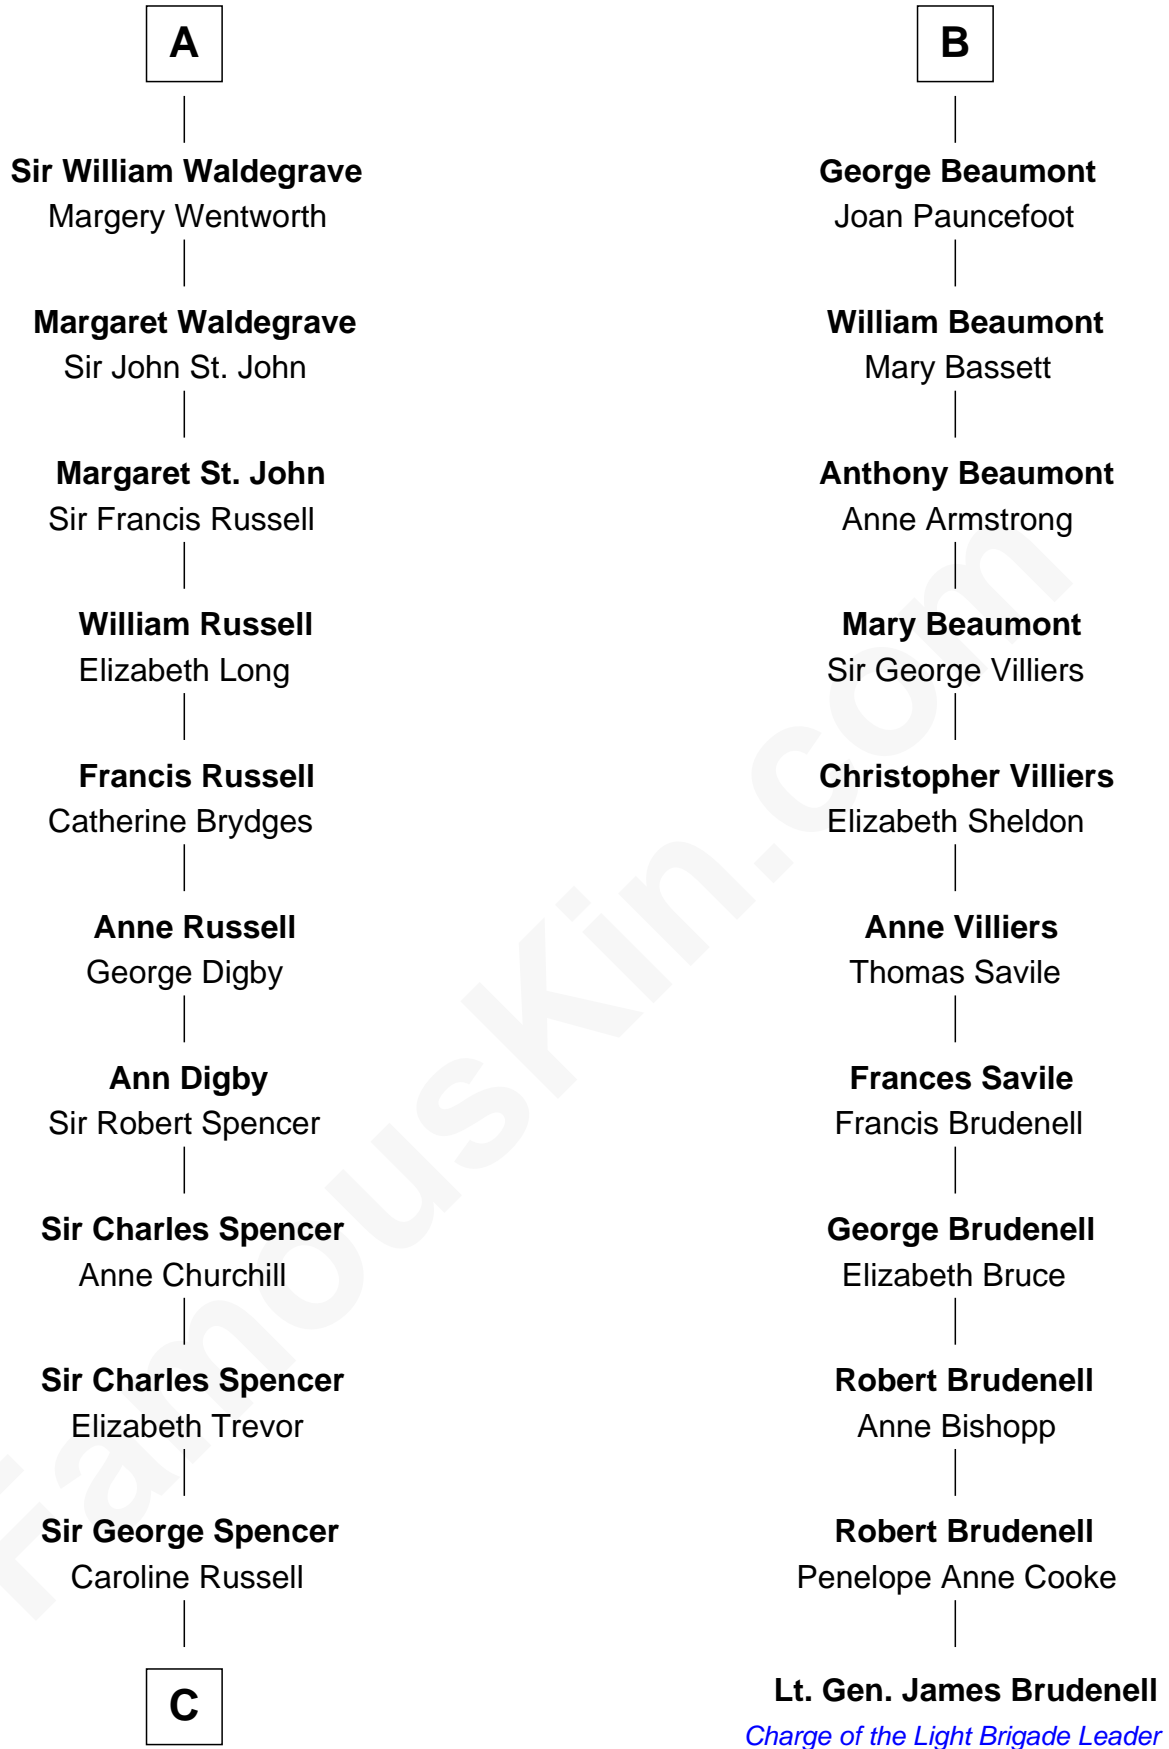 A
Sir William Waldegrave
Margery Wentworth
Margaret Waldegrave
Sir John St. John
Margaret St. John
Sir Francis Russell
William Russell
Elizabeth Long
Francis Russell
Catherine Brydges
Anne Russell
George Digby
Ann Digby
Sir Robert Spencer
Sir Charles Spencer
Anne Churchill
Sir Charles Spencer
Elizabeth Trevor
Sir George Spencer
Caroline Russell
C
B
George Beaumont
Joan Pauncefoot
William Beaumont
Mary Bassett
Anthony Beaumont
Anne Armstrong
Mary Beaumont
Sir George Villiers
Christopher Villiers
Elizabeth Sheldon
Anne Villiers
Thomas Savile
Frances Savile
Francis Brudenell
George Brudenell
Elizabeth Bruce
Robert Brudenell
Anne Bishopp
Robert Brudenell
Penelope Anne Cooke
Lt. Gen. James Brudenell
Charge of the Light Brigade Leader
FamousKin.com